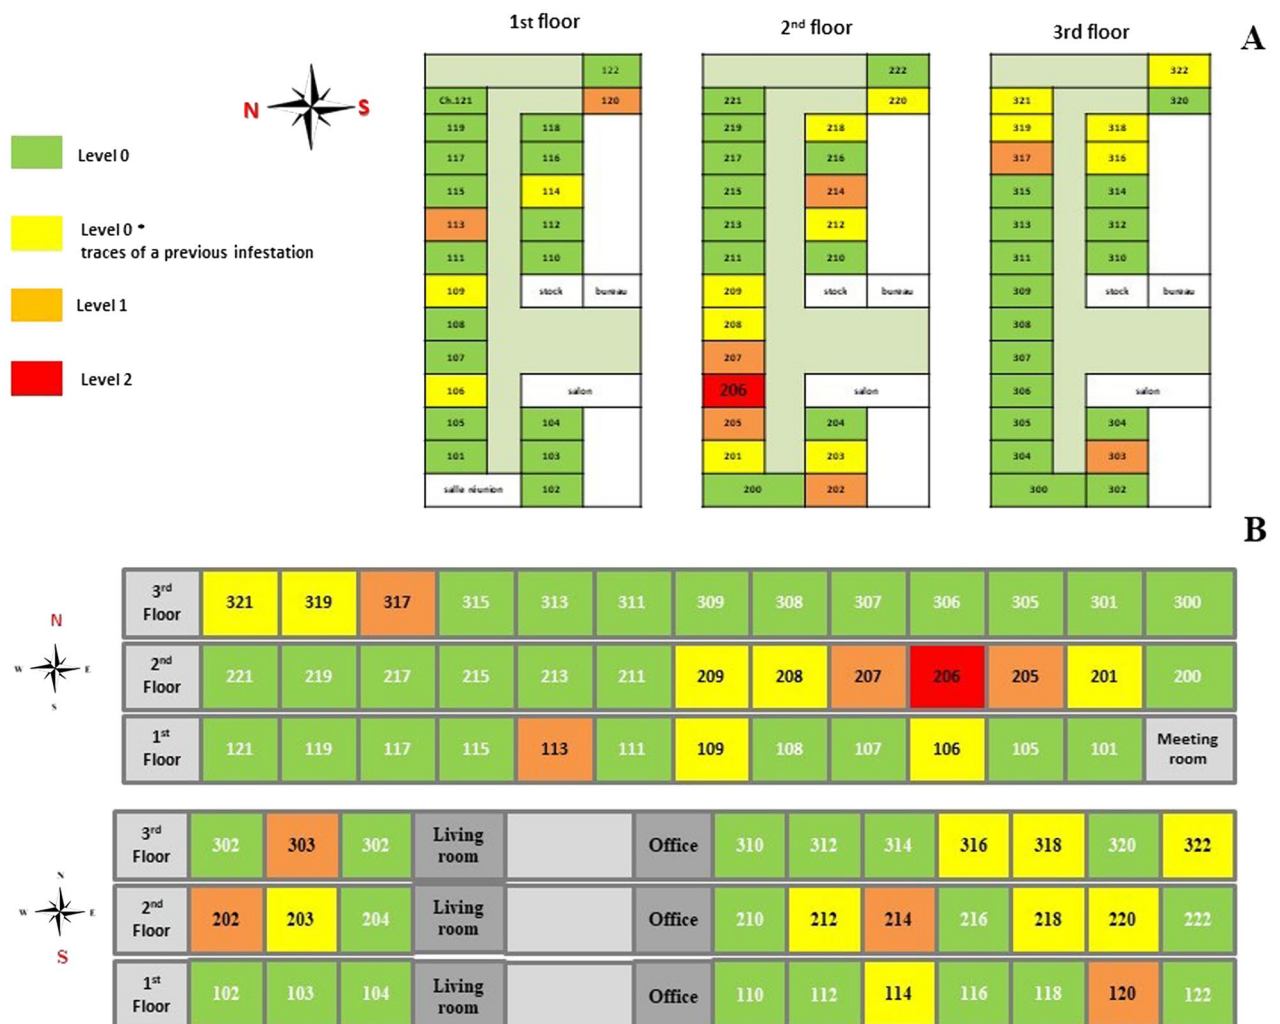 1st floor
2nd floor
3rd floor
A
N S
Level 0
Level 0 *
traces of a previous infestation
Level 1
Level 2
122
Ch.121 120
119 118
117 116
115 114
113 112
111 110
109 stock bureau
108
107
106 salon
105 104
101 103
salle réunion 102
222
221 220
219 218
217 216
215 214
213 212
211 210
209 stock bureau
208
207
206 salon
205 204
201 203
200 202
322
321 320
319 318
317 316
315 314
313 312
311 310
309 stock bureau
308
307
306 salon
305 304
304 303
300 302
B
N
W E
S
3rd Floor 321 319 317 315 313 311 309 308 307 306 305 301 300
2nd Floor 221 219 217 215 213 211 209 208 207 206 205 201 200
1st Floor 121 119 117 115 113 111 109 108 107 106 105 101 Meeting room
N
W E
S
3rd Floor 302 303 302 Living room Office 310 312 314 316 318 320 322
2nd Floor 202 203 204 Living room Office 210 212 214 216 218 220 222
1st Floor 102 103 104 Living room Office 110 112 114 116 118 120 122